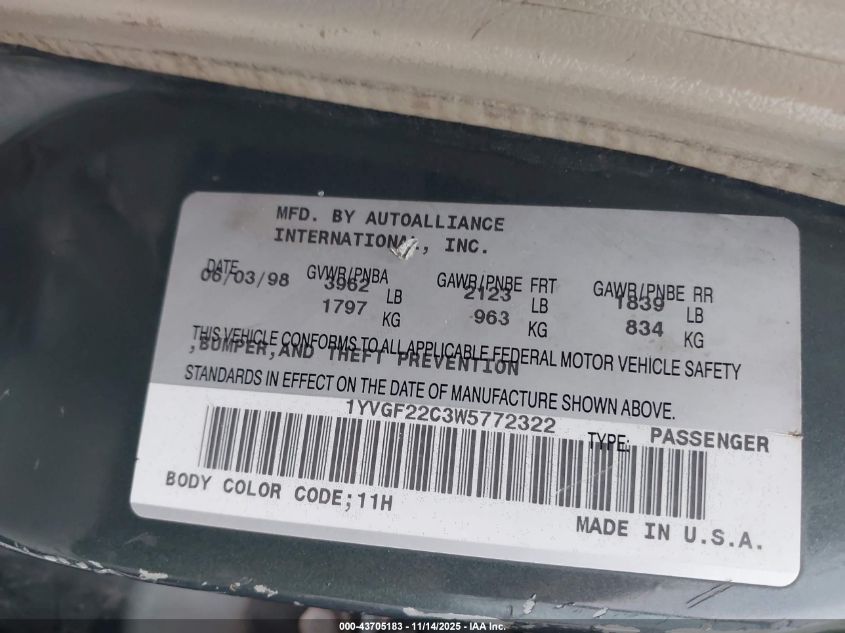 MFD. BY AUTOALLIANCE
INTERNATIONAL, INC.
DATE GVWR/PNBA GAWR/PNBE FRT GAWR/PNBE RR
06/03/98 3962 LB 2123 LB 1839 LB
1797 KG 963 KG 834 KG
THIS VEHICLE CONFORMS TO ALL APPLICABLE FEDERAL MOTOR VEHICLE SAFETY
,BUMPER,AND THEFT PREVENTION
STANDARDS IN EFFECT ON THE DATE OF MANUFACTURE SHOWN ABOVE.
1YVGF22C3W5772322
TYPE: PASSENGER
BODY COLOR CODE;11H
MADE IN U.S.A.
000-43705183 - 11/14/2025 - IAA Inc.